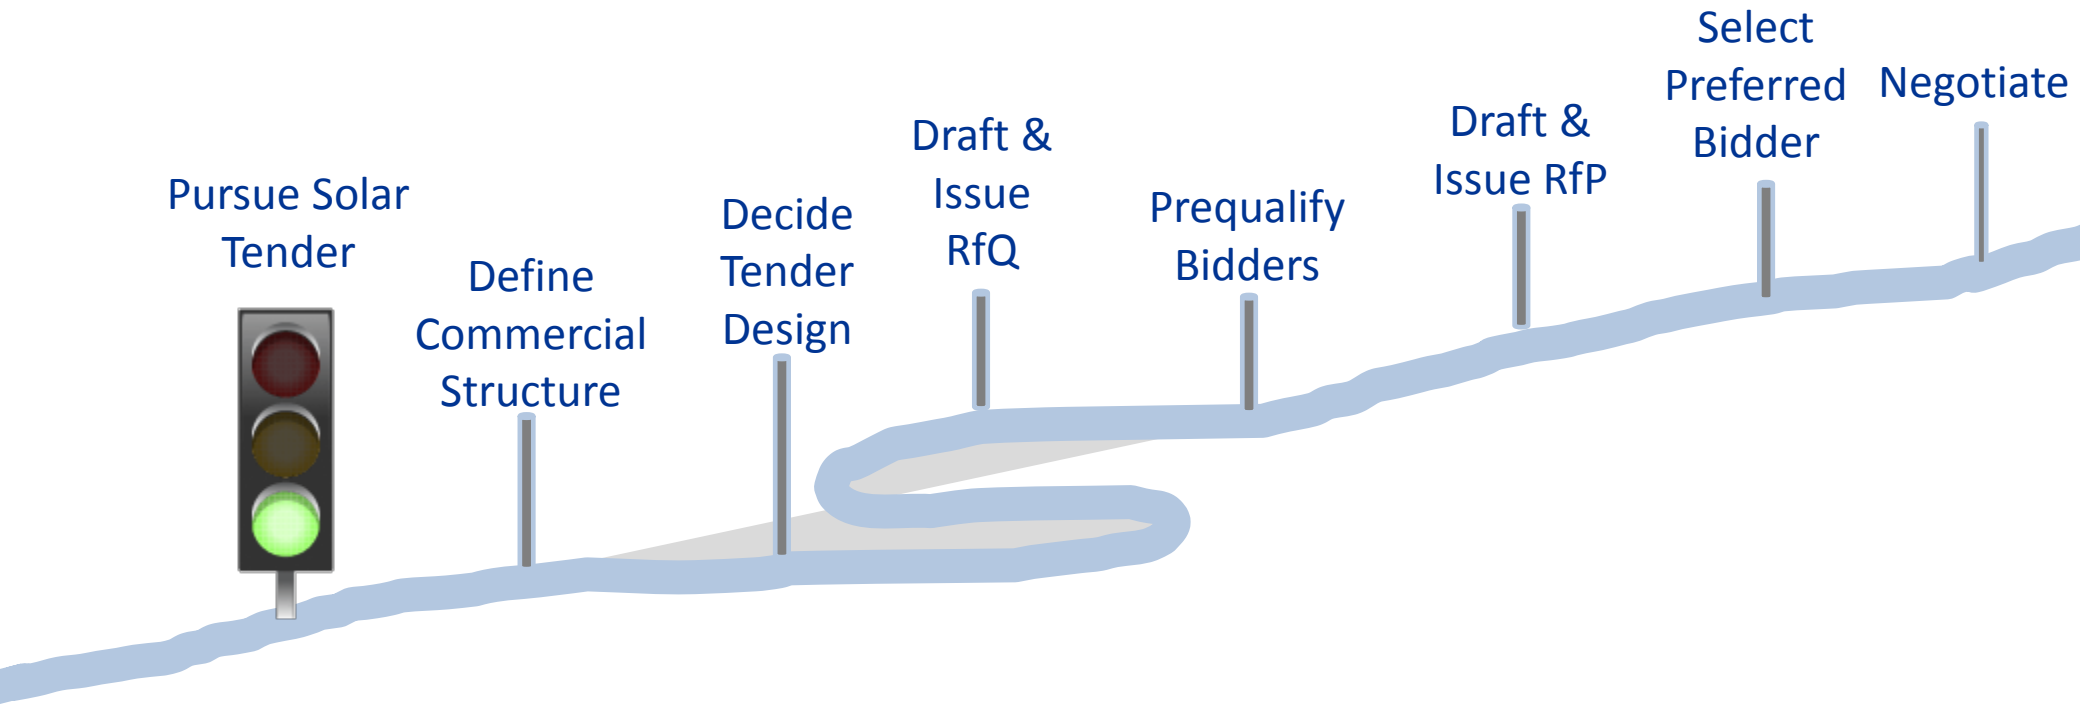 Pursue Solar
Tender
Define
Commercial
Structure
Decide
Tender
Design
Draft &
Issue
RfQ
Prequalify
Bidders
Draft &
Issue RfP
Select
Preferred
Bidder
Negotiate